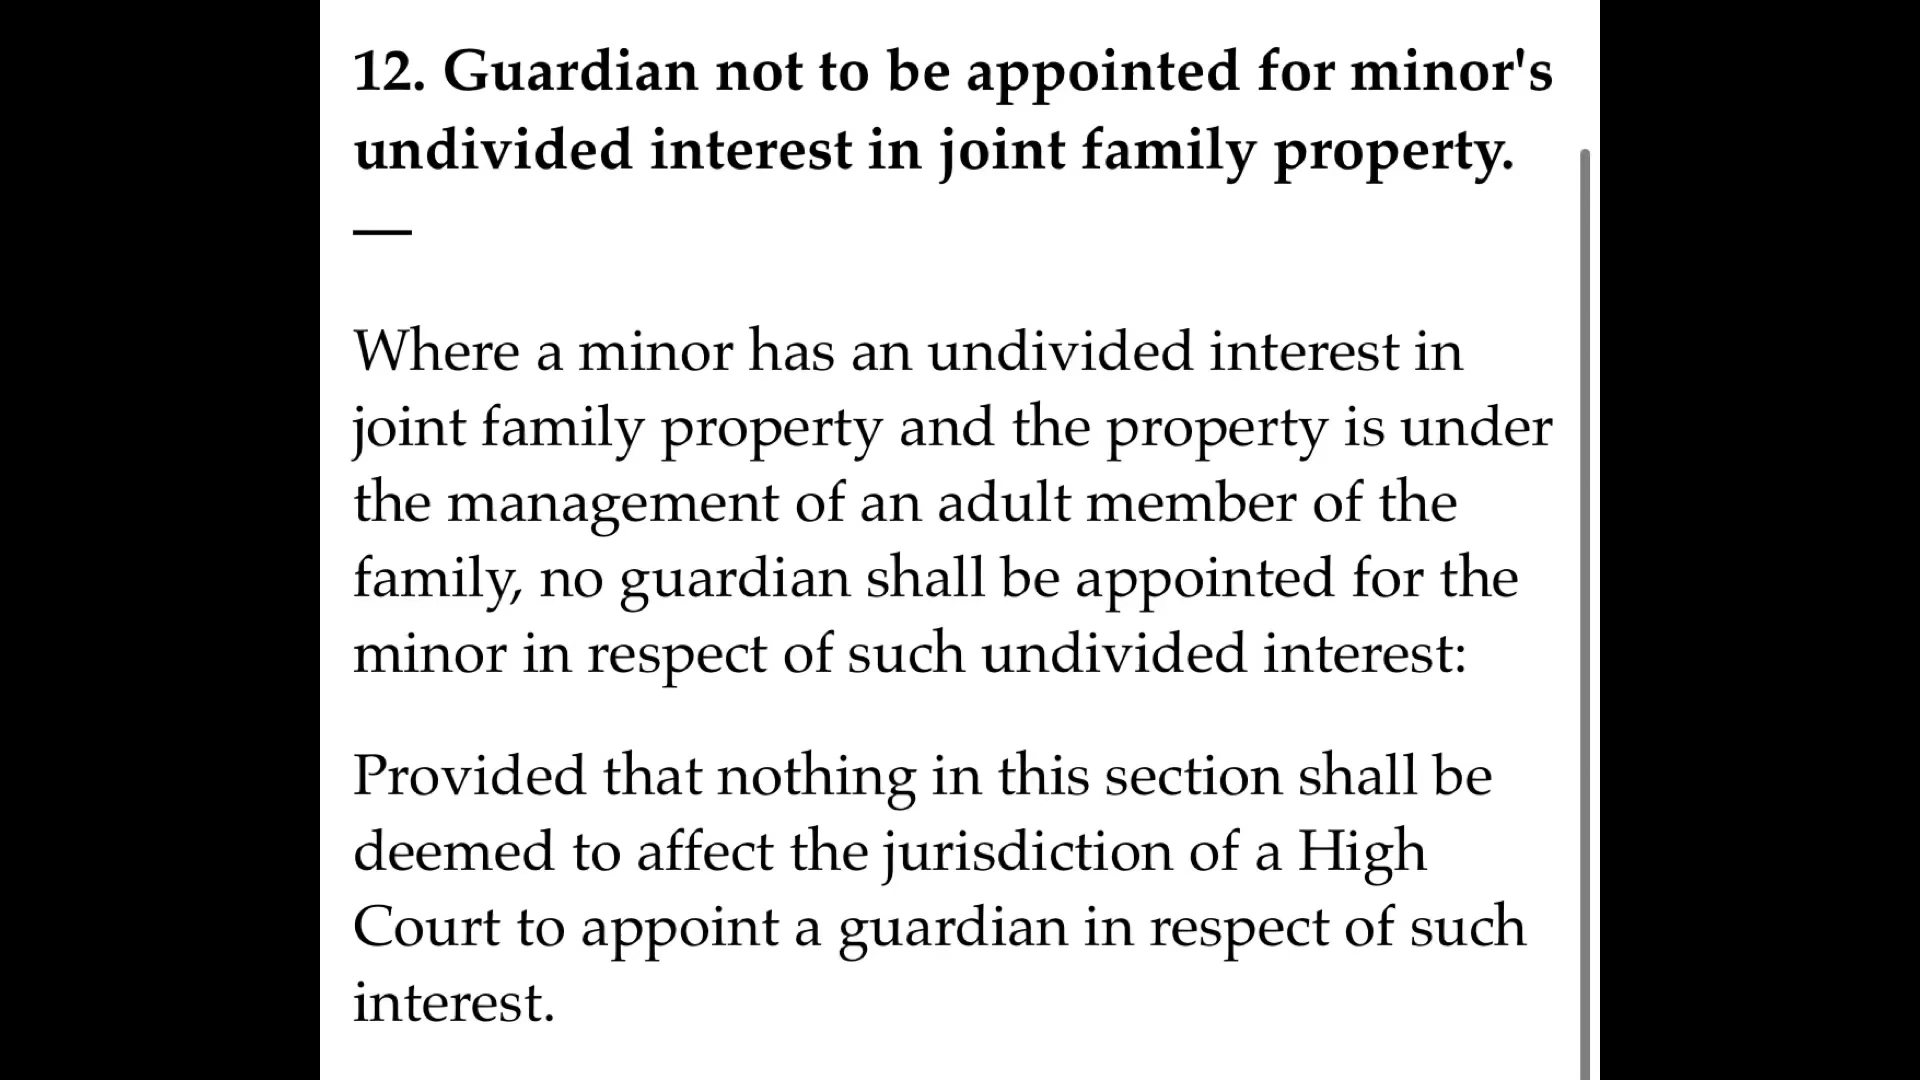 12. Guardian not to be appointed for minor's
undivided interest in joint family property.
—
Where a minor has an undivided interest in
joint family property and the property is under
the management of an adult member of the
family, no guardian shall be appointed for the
minor in respect of such undivided interest:
Provided that nothing in this section shall be
deemed to affect the jurisdiction of a High
Court to appoint a guardian in respect of such
interest.